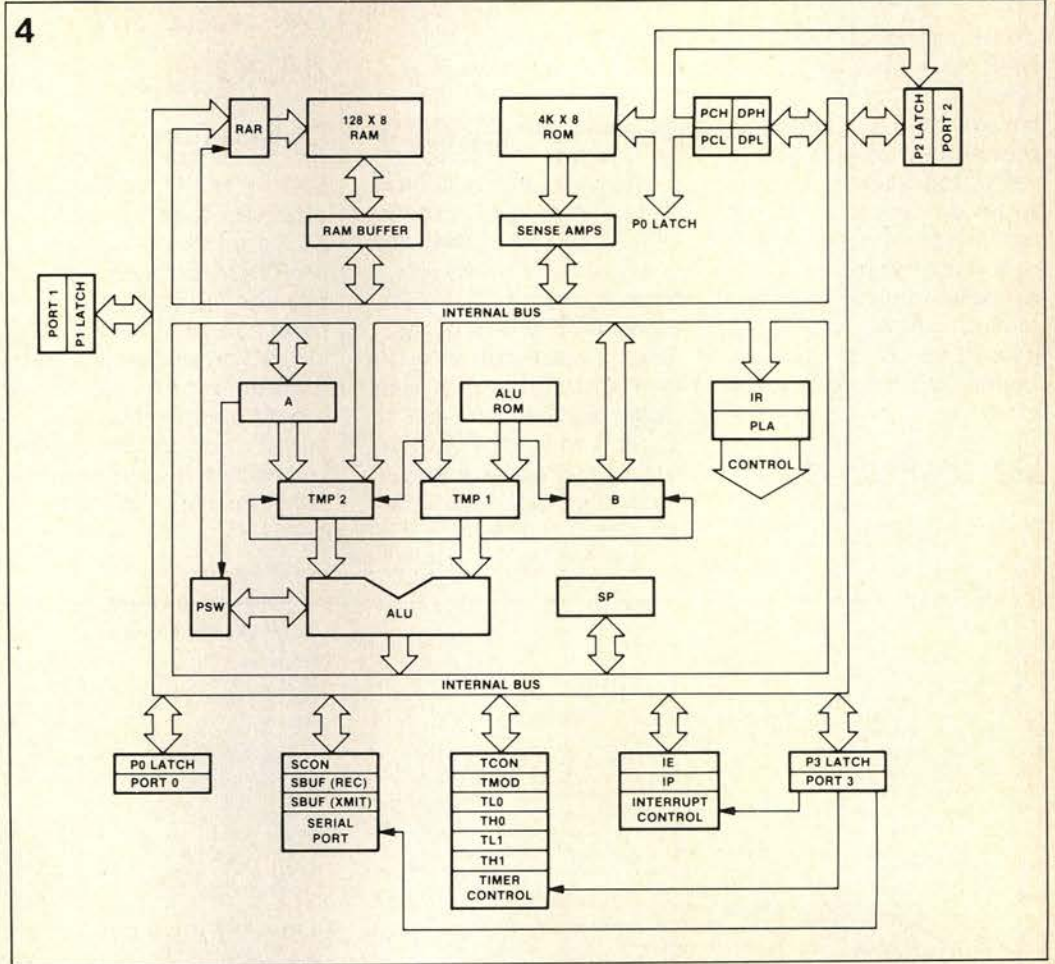 4
RAR
128 X 8
RAM
4K X 8
ROM
PCH
DPH
PCL
DPL
P2 LATCH
PORT 2
RAM BUFFER
SENSE AMPS
P0 LATCH
PORT 1
P1 LATCH
INTERNAL BUS
A
ALU
ROM
IR
PLA
CONTROL
TMP 2
TMP 1
B
PSW
ALU
SP
INTERNAL BUS
P0 LATCH
PORT 0
SCON
SBUF (REC)
SBUF (XMIT)
SERIAL
PORT
TCON
TMOD
TL0
TH0
TL1
TH1
TIMER
CONTROL
IE
IP
INTERRUPT
CONTROL
P3 LATCH
PORT 3